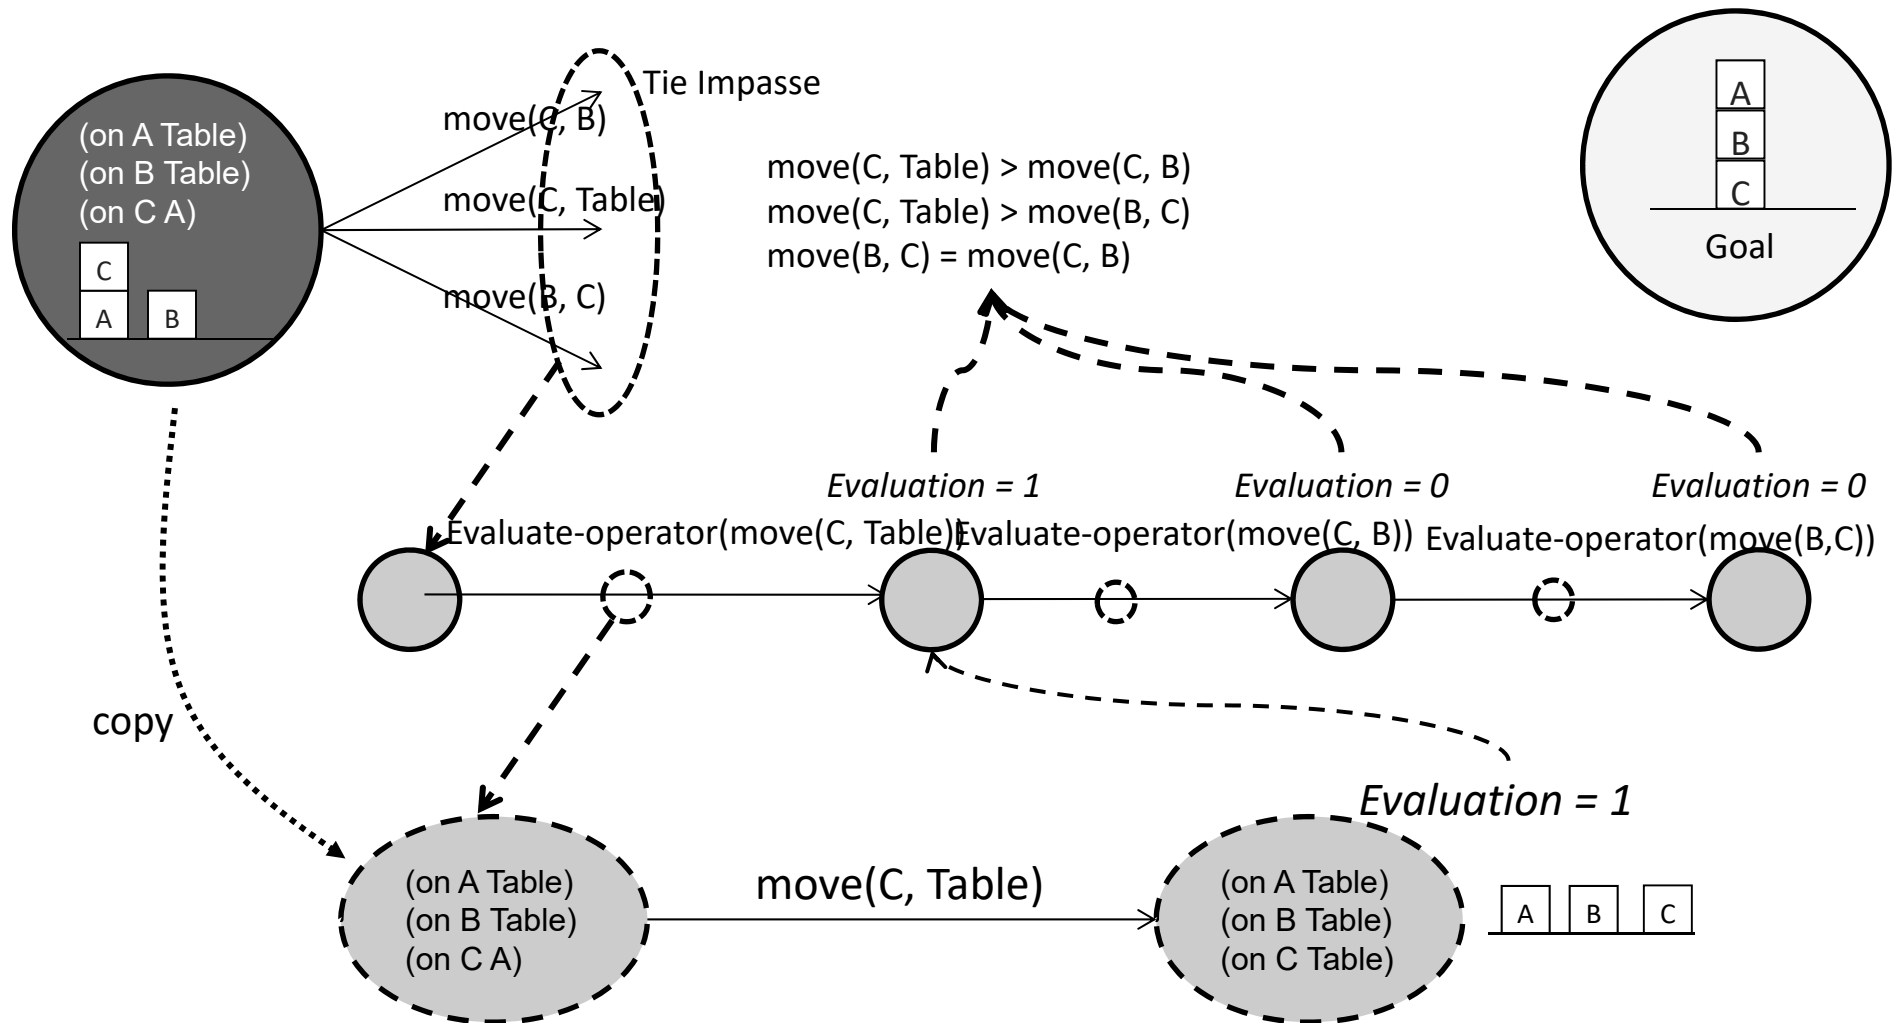 Tie Impasse
(on A Table)
(on B Table)
(on C A)
C
A
B
move(C, B)
move(C, Table)
move(B, C)
move(C, Table) > move(C, B)
move(C, Table) > move(B, C)
move(B, C) = move(C, B)
A
B
C
Goal
Evaluation = 1
Evaluation = 0
Evaluation = 0
Evaluate-operator(move(C, Table))
Evaluate-operator(move(C, B))
Evaluate-operator(move(B,C))
copy
Evaluation = 1
(on A Table)
(on B Table)
(on C A)
move(C, Table)
(on A Table)
(on B Table)
(on C Table)
A
B
C